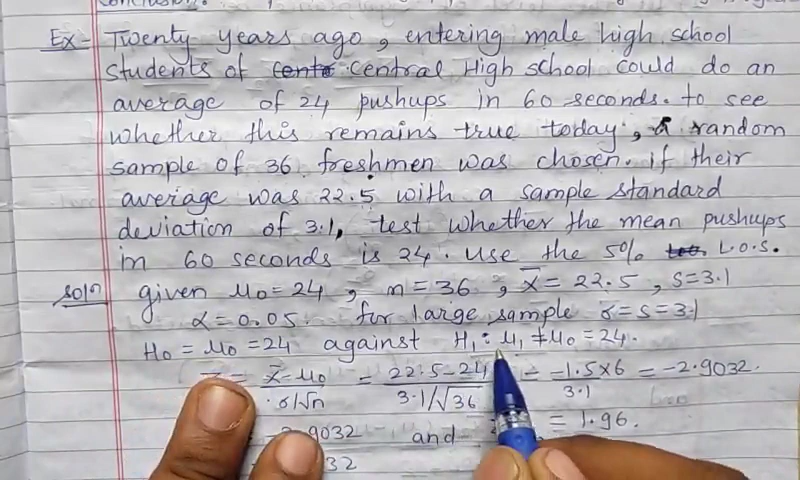 conclusion:
Ex- Twenty years ago, entering male high school
students of central High school could do an
average of 24 pushups in 60 seconds. to see
whether this remains true today, a random
sample of 36 freshmen was chosen. if their
average was 22.5 with a sample standard
deviation of 3.1, test whether the mean pushups
in 60 seconds is 24. use the 5% L.O.S.
soln given μ₀ = 24, n = 36, x̄ = 22.5, s = 3.1
α = 0.05. for large sample σ = s = 3.1
H₀ = μ₀ = 24 against H₁ : μ₁ ≠ μ₀ = 24.
= x̄-μ₀ / σ/√n = 22.5-24 / 3.1/√36 = -1.5×6 / 3.1 = -2.9032.
9032 and = 1.96.
32